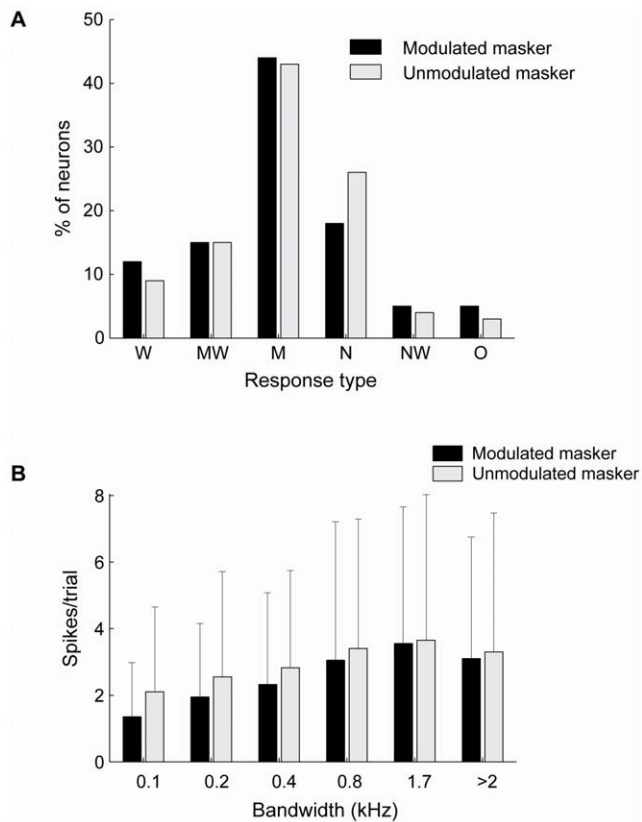 A
50
40
30
20
10
0
% of neurons
Modulated masker
Unmodulated masker
W MW M N NW O
Response type
B
Modulated masker
Unmodulated masker
8
6
4
2
0
Spikes/trial
0.1 0.2 0.4 0.8 1.7 >2
Bandwidth (kHz)